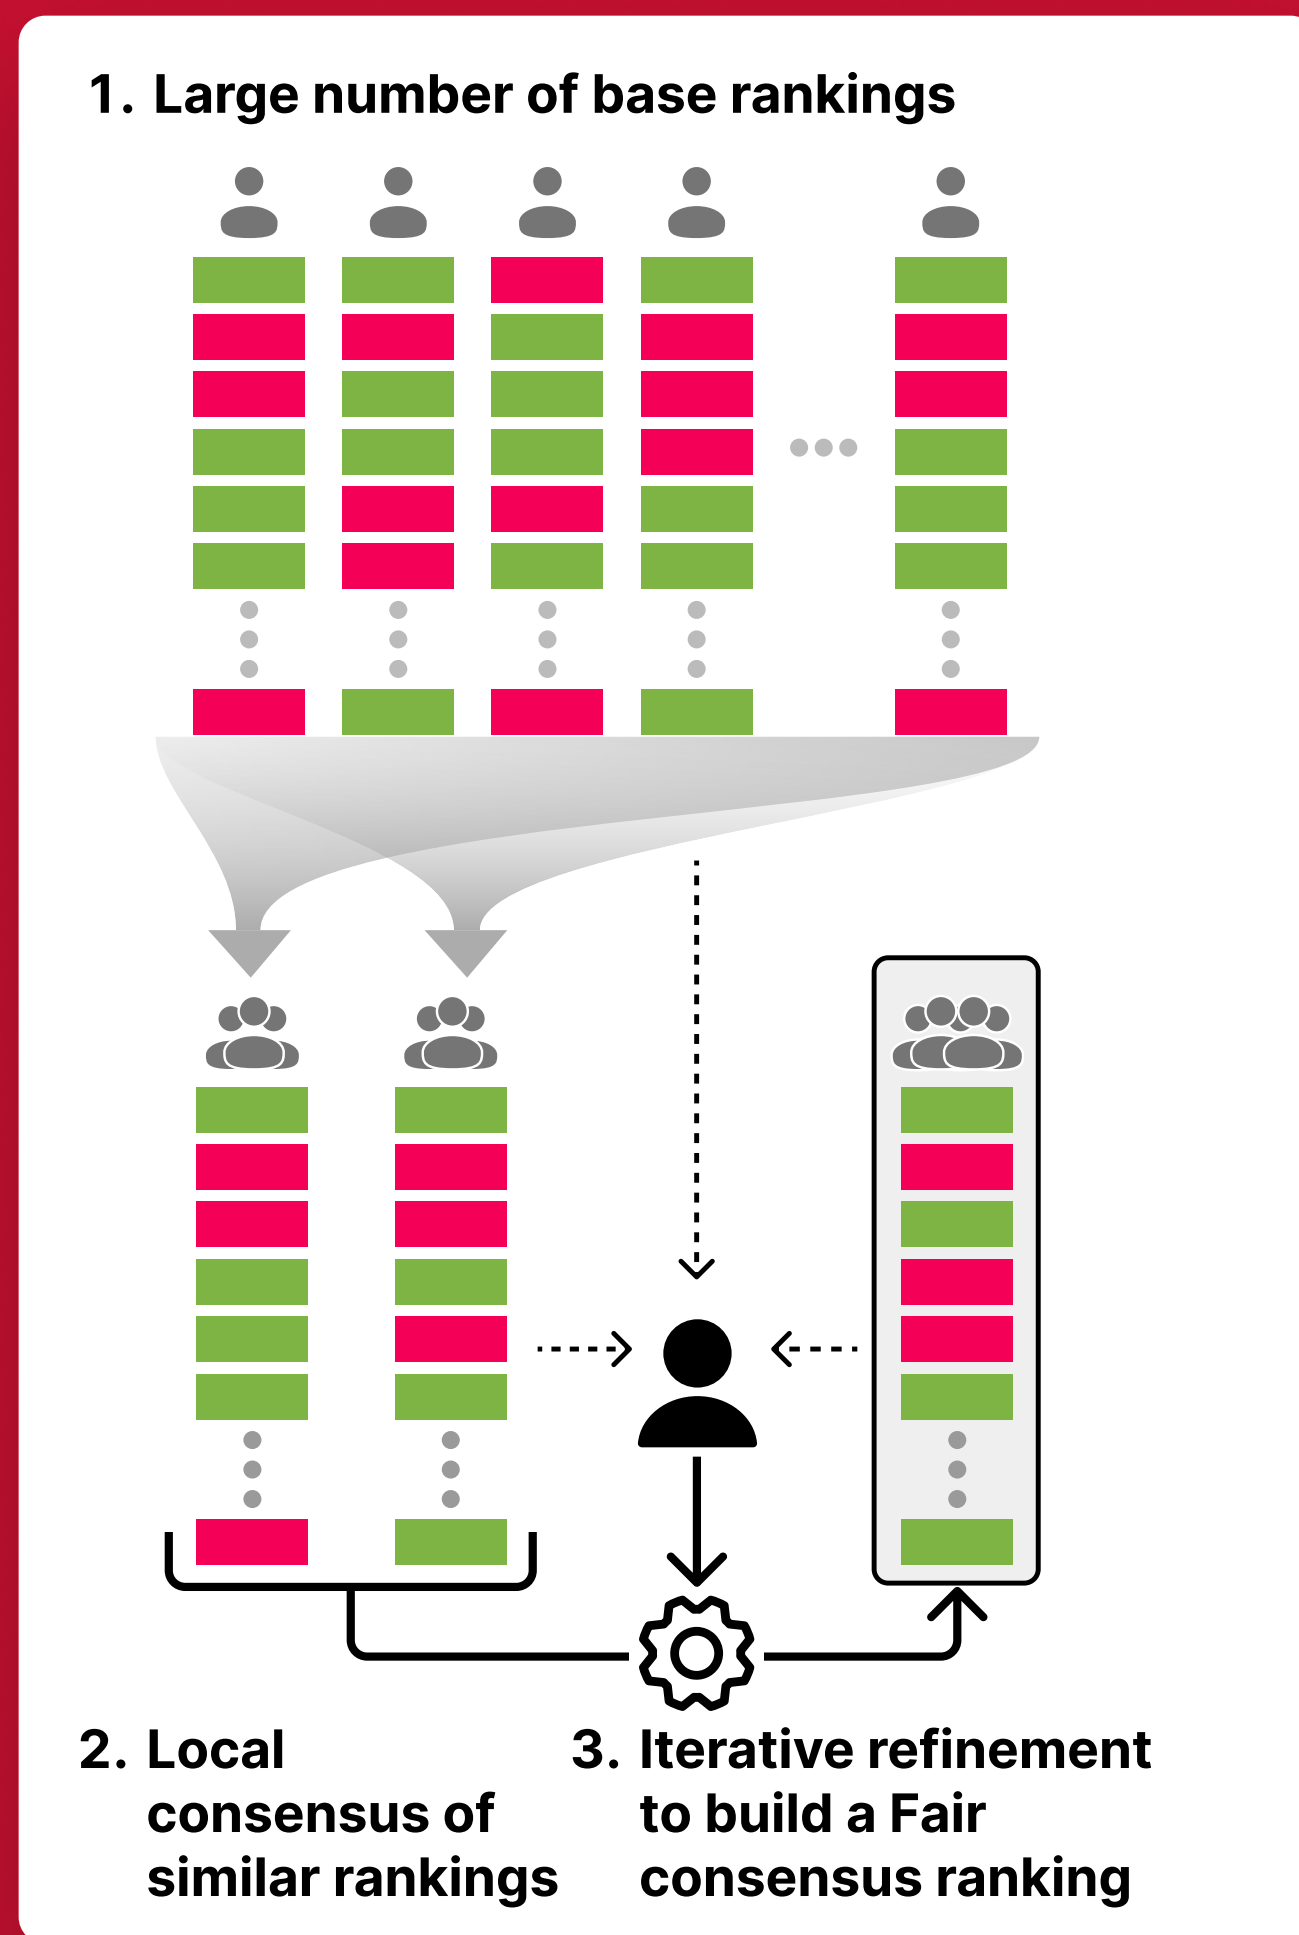 1. Large number of base rankings
2. Local
consensus of
similar rankings
3. Iterative refinement
to build a Fair
consensus ranking